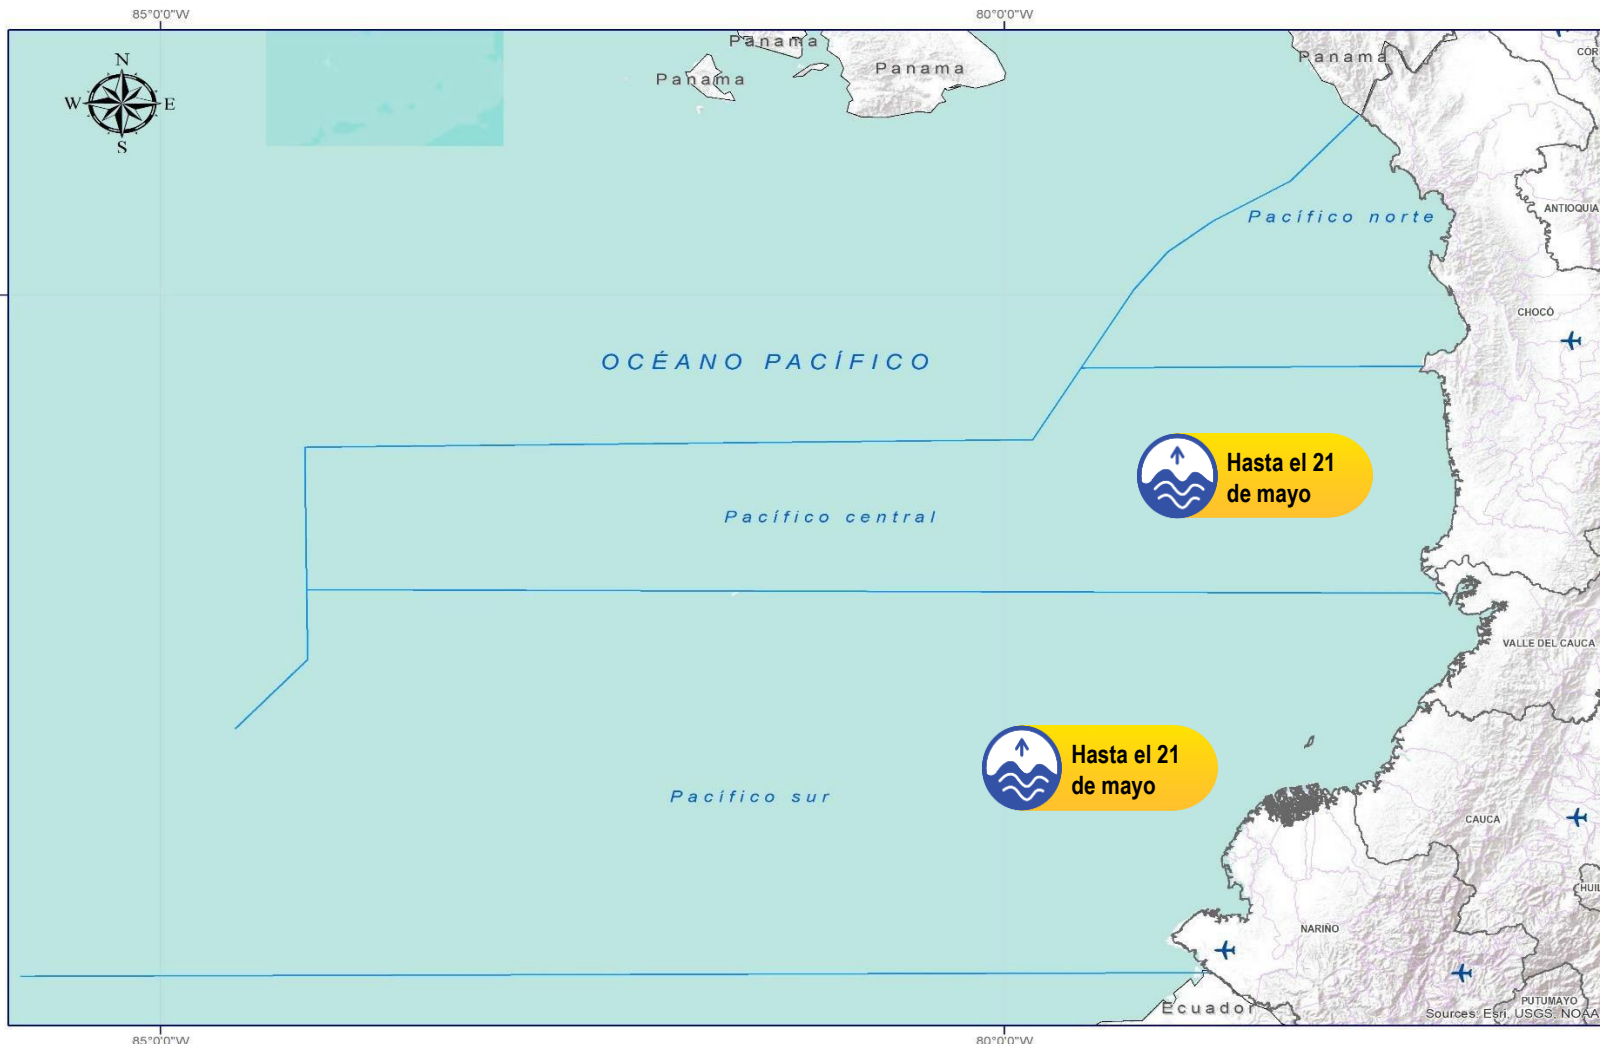 85°0'0"W
80°0'0"W
N
W
E
S
Panama
Panama
Panama
Panama
COR
ANTIOQUIA
Pacífico norte
CHOCÓ
OCÉANO PACÍFICO
Hasta el 21
de mayo
Pacífico central
VALLE DEL CAUCA
Hasta el 21
de mayo
Pacífico sur
CAUCA
HUIL
NARIÑO
PUTUMAYO
Ecuador
Sources: Esri, USGS, NOAA
85°0'0"W
80°0'0"W